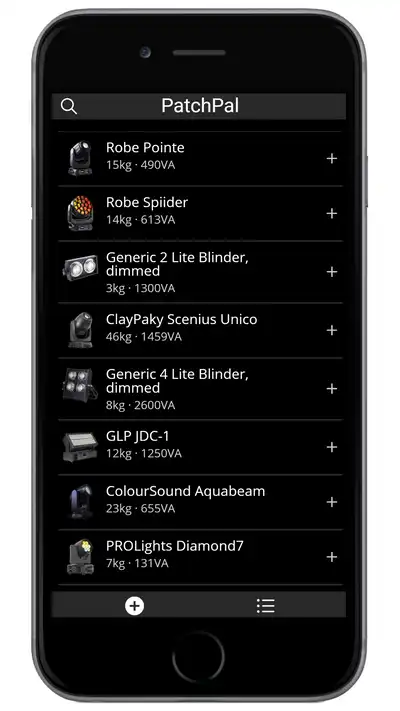 PatchPal
Robe Pointe
15kg · 490VA
Robe Spiider
14kg · 613VA
Generic 2 Lite Blinder,
dimmed
3kg · 1300VA
ClayPaky Scenius Unico
46kg · 1459VA
Generic 4 Lite Blinder,
dimmed
8kg · 2600VA
GLP JDC-1
12kg · 1250VA
ColourSound Aquabeam
23kg · 655VA
PROLights Diamond7
7kg · 131VA